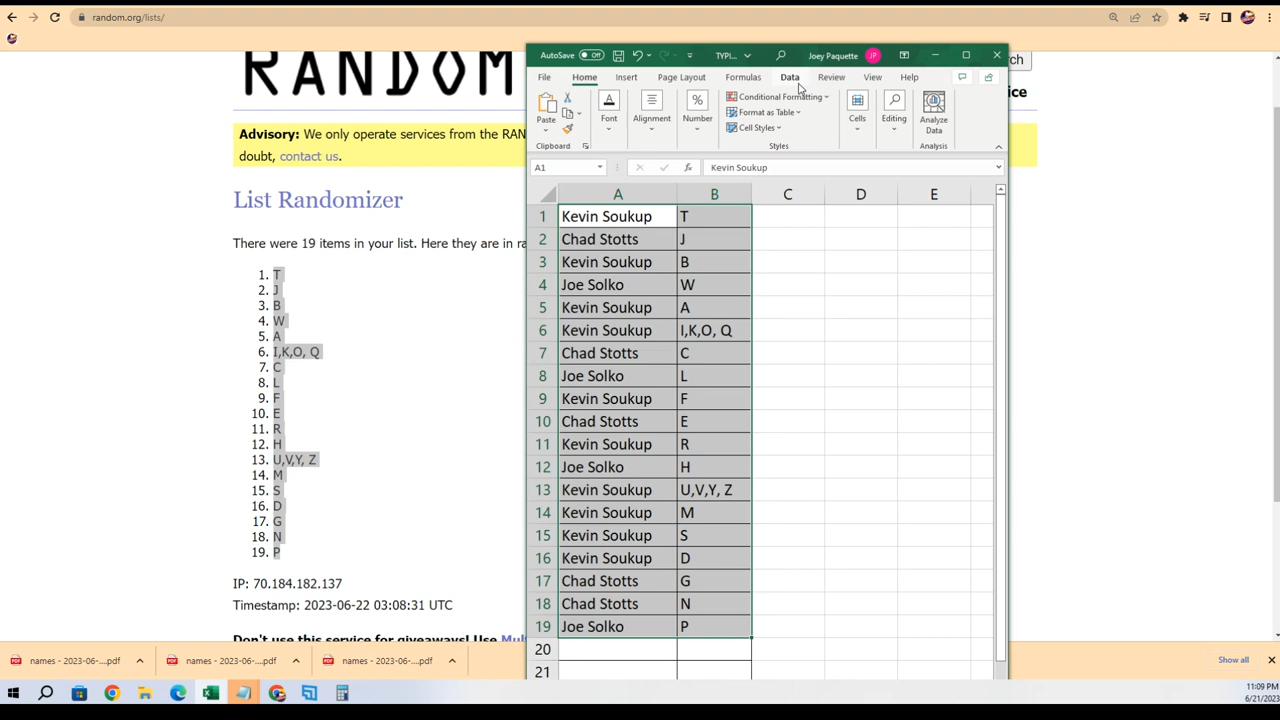 random.org/lists/
RANDOM
Advisory: We only operate services from the RAN
doubt, contact us.
List Randomizer
There were 19 items in your list. Here they are in ra
1. T
2. J
3. B
4. W
5. A
6. I,K,O, Q
7. C
8. L
9. F
10. E
11. R
12. H
13. U,V,Y, Z
14. M
15. S
16. D
17. G
18. N
19. P
IP: 70.184.182.137
Timestamp: 2023-06-22 03:08:31 UTC
Don't use this service for giveaways! Use Mul
rch
ice
AutoSave Off TYPI... Joey Paquette JP
File Home Insert Page Layout Formulas Data Review View Help
Paste Font Alignment Number Conditional Formatting Format as Table Cell Styles Cells Editing Analyze Data
Clipboard Styles Analysis
A1 fx Kevin Soukup
A B C D E
1 Kevin Soukup T
2 Chad Stotts J
3 Kevin Soukup B
4 Joe Solko W
5 Kevin Soukup A
6 Kevin Soukup I,K,O, Q
7 Chad Stotts C
8 Joe Solko L
9 Kevin Soukup F
10 Chad Stotts E
11 Kevin Soukup R
12 Joe Solko H
13 Kevin Soukup U,V,Y, Z
14 Kevin Soukup M
15 Kevin Soukup S
16 Kevin Soukup D
17 Chad Stotts G
18 Chad Stotts N
19 Joe Solko P
20
21
names - 2023-06-....pdf names - 2023-06-....pdf names - 2023-06-....pdf Show all
11:09 PM
6/21/2023